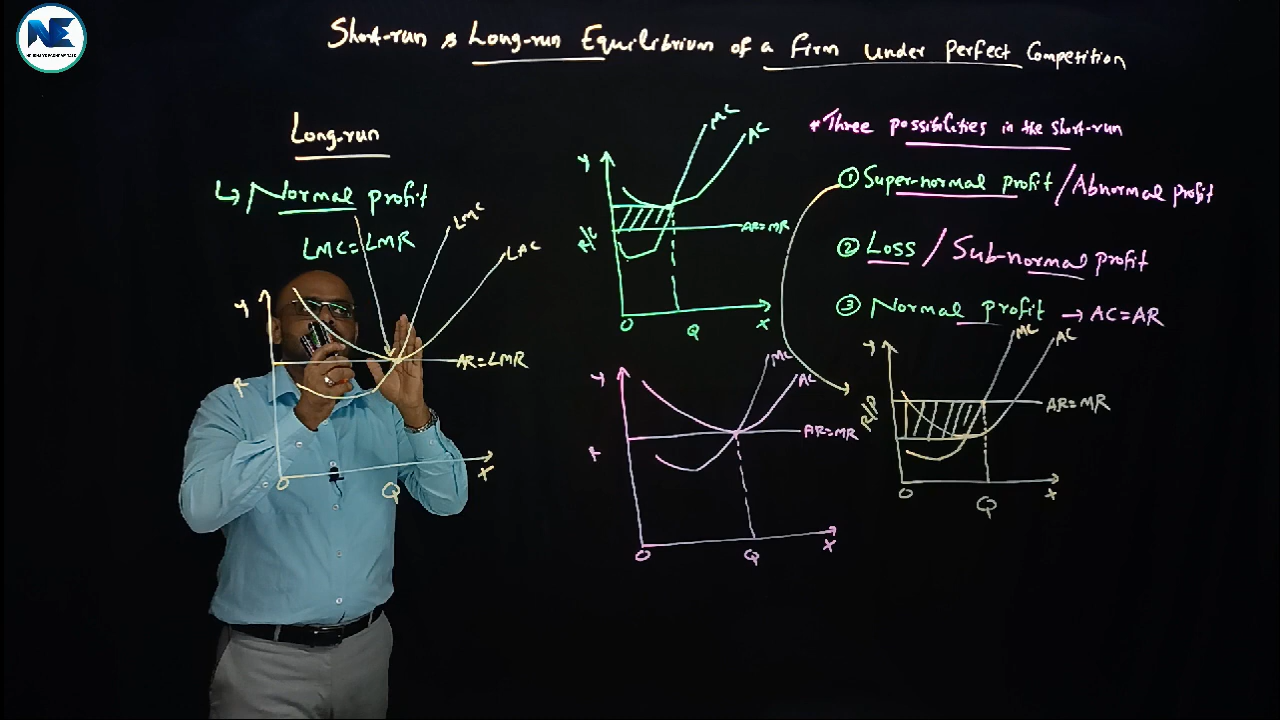 NE
Short-run & Long-run Equilibrium of a firm under perfect Competition
Long-run
↳ Normal profit
LMC = LMR
LMC
LAC
Y
AR=LMR
P
O
Q
X
MC
AC
Y
AR=MR
R/C
O
Q
X
MC
AC
Y
AR=MR
P
O
Q
X
* Three possibilities in the short-run
① Super-normal profit / Abnormal profit
② Loss / Sub-normal profit
③ Normal profit → AC=AR
MC
AC
Y
AR=MR
R/P
O
Q
X